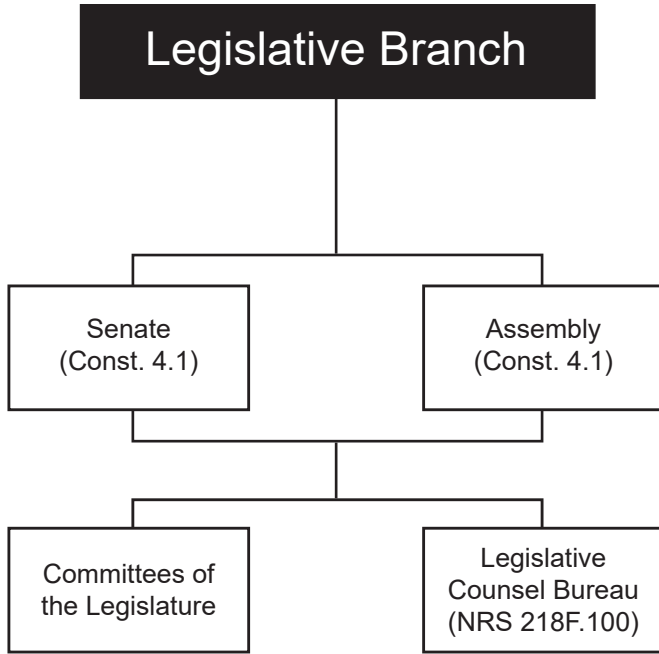 Legislative Branch
Senate
(Const. 4.1)
Assembly
(Const. 4.1)
Committees of
the Legislature
Legislative
Counsel Bureau
(NRS 218F.100)